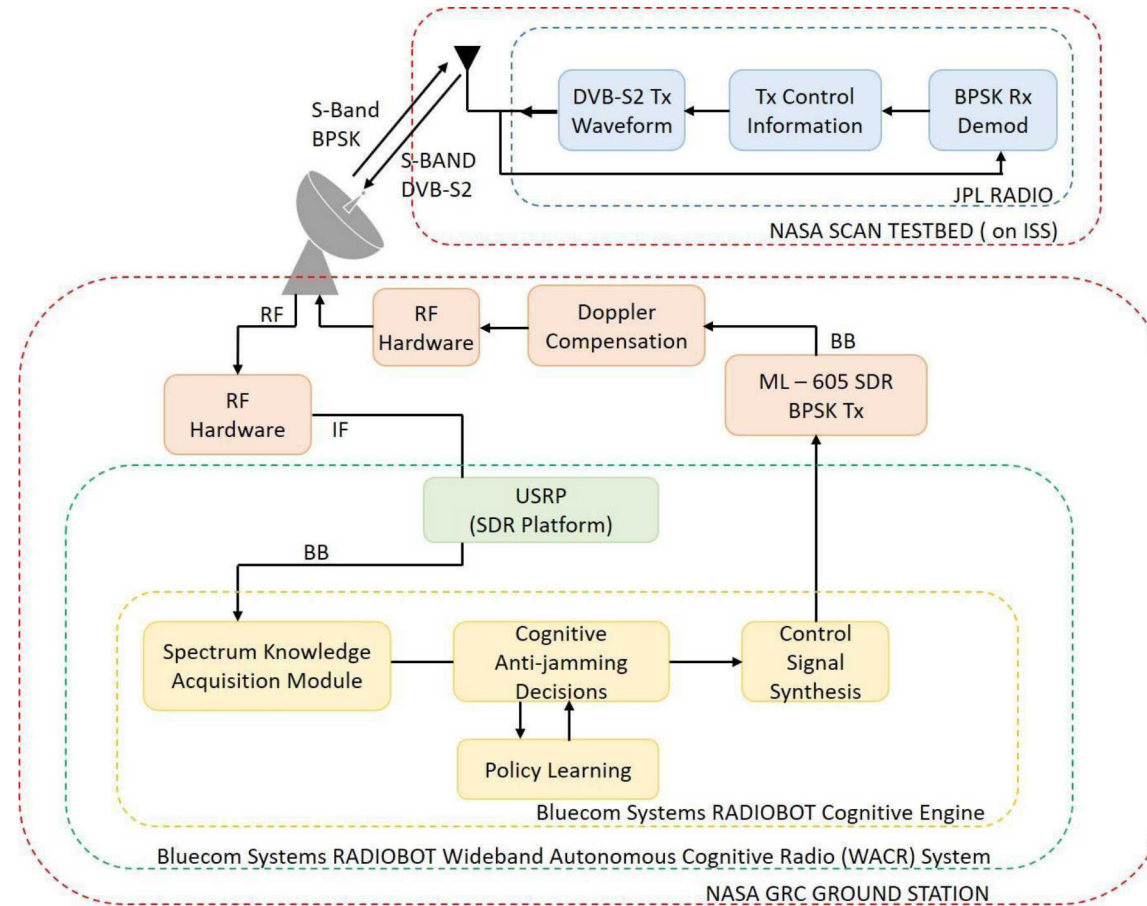 DVB-S2 Tx
Waveform
Tx Control
Information
BPSK Rx
Demod
S-Band
BPSK
S-BAND
DVB-S2
JPL RADIO
NASA SCAN TESTBED ( on ISS)
RF
RF
Hardware
Doppler
Compensation
BB
ML – 605 SDR
BPSK Tx
RF
Hardware
IF
USRP
(SDR Platform)
BB
Spectrum Knowledge
Acquisition Module
Cognitive
Anti-jamming
Decisions
Control
Signal
Synthesis
Policy Learning
Bluecom Systems RADIOBOT Cognitive Engine
Bluecom Systems RADIOBOT Wideband Autonomous Cognitive Radio (WACR) System
NASA GRC GROUND STATION